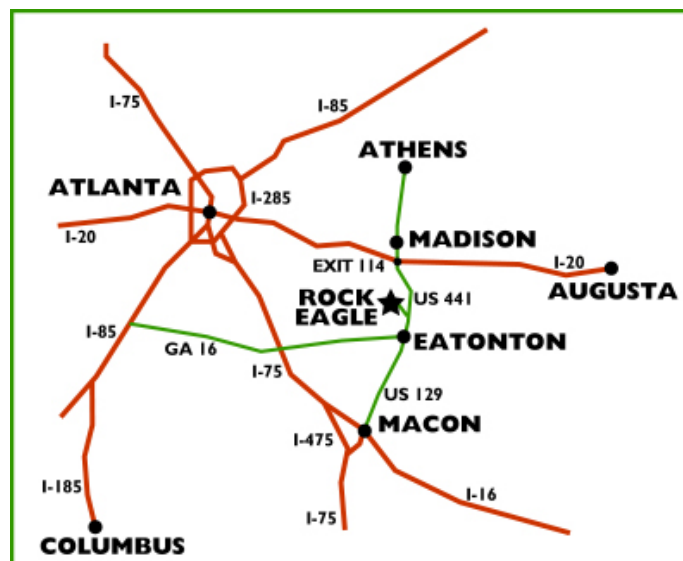 I-75
I-85
ATHENS
ATLANTA
I-285
I-20
MADISON
EXIT 114
I-20
AUGUSTA
ROCK
EAGLE
US 441
I-85
GA 16
EATONTON
I-75
US 129
I-475
MACON
I-185
I-75
I-16
COLUMBUS